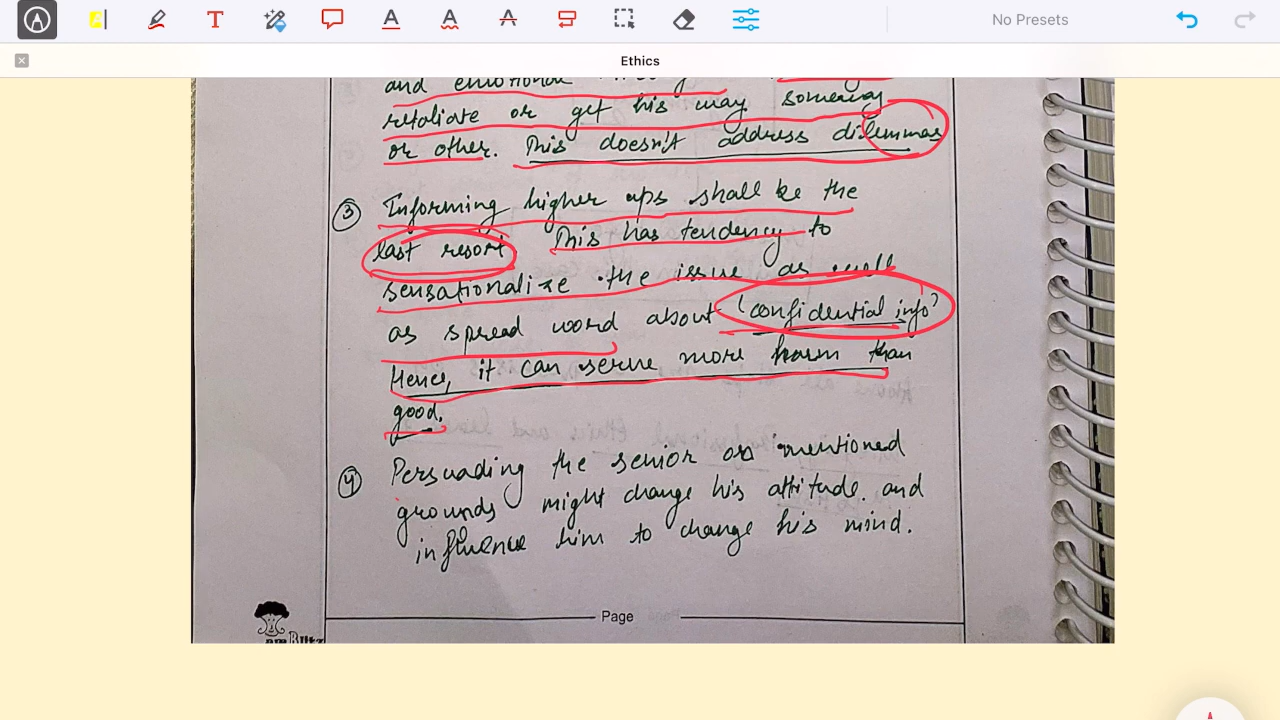 No Presets
Ethics
and emotional
retaliate or get his way someway
or other. This doesn't address dilemmas
③ Informing higher ups shall be the
last resort This has tendency to
sensationalize the issue as well
as spread word about 'confidential info'
Hence, it can serve more harm than
good.
④ Persuading the senior on mentioned
grounds might change his attitude and
influence him to change his mind.
Page